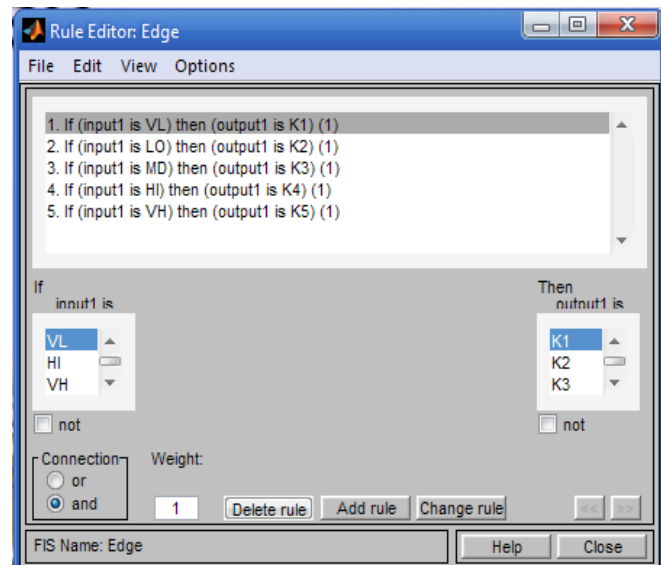 Rule Editor: Edge
File Edit View Options
1. If (input1 is VL) then (output1 is K1) (1)
2. If (input1 is LO) then (output1 is K2) (1)
3. If (input1 is MD) then (output1 is K3) (1)
4. If (input1 is HI) then (output1 is K4) (1)
5. If (input1 is VH) then (output1 is K5) (1)
If
input1 is
VL
HI
VH
not
Then
output1 is
K1
K2
K3
not
Connection
or
and
Weight:
1
Delete rule Add rule Change rule << >>
FIS Name: Edge
Help Close